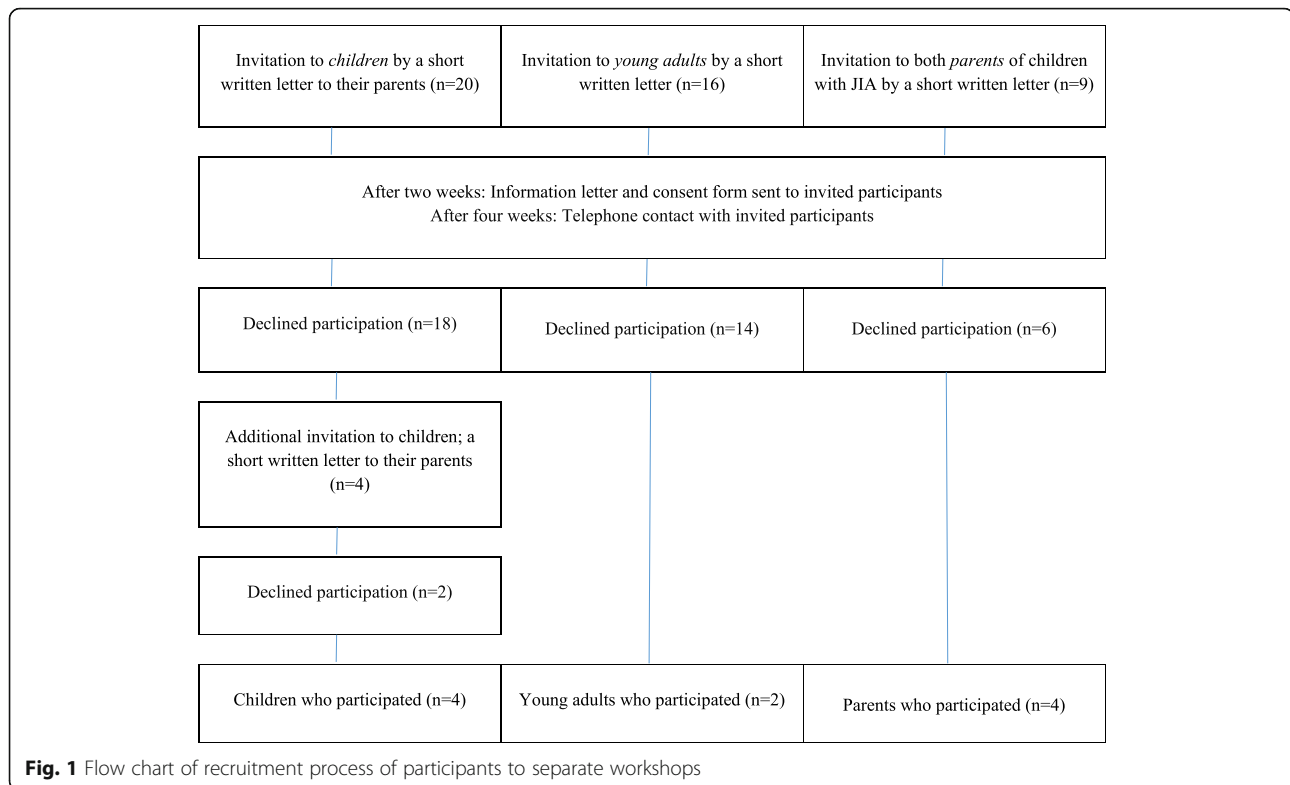 Invitation to children by a short
written letter to their parents (n=20)
Invitation to young adults by a short
written letter (n=16)
Invitation to both parents of children
with JIA by a short written letter (n=9)
After two weeks: Information letter and consent form sent to invited participants
After four weeks: Telephone contact with invited participants
Declined participation (n=18)
Declined participation (n=14)
Declined participation (n=6)
Additional invitation to children; a
short written letter to their parents
(n=4)
Declined participation (n=2)
Children who participated (n=4)
Young adults who participated (n=2)
Parents who participated (n=4)
Fig. 1 Flow chart of recruitment process of participants to separate workshops